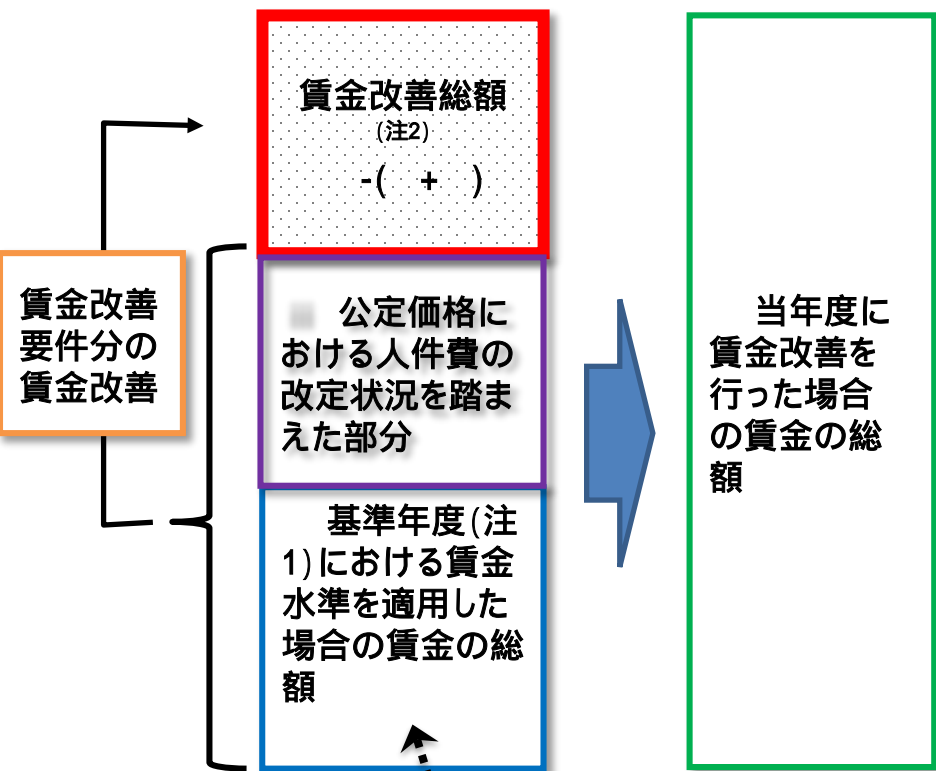 賃金改善総額
(注2)
-( + )
賃金改善
要件分の
賃金改善
公定価格に
おける人件費の
改定状況を踏ま
えた部分
基準年度(注
1)における賃金
水準を適用した
場合の賃金の総
額
当年度に
賃金改善を
行った場合
の賃金の総
額